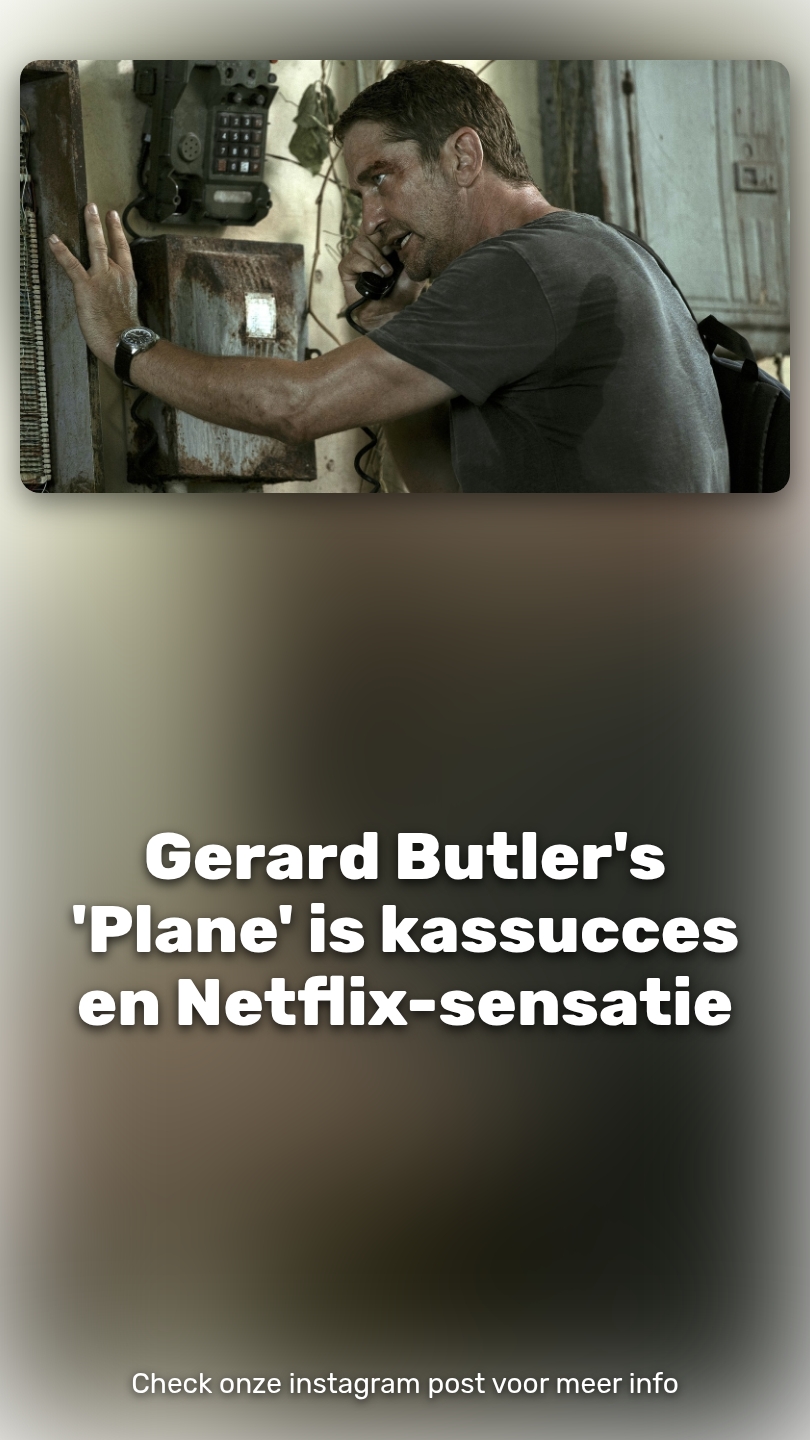 Gerard Butler's
'Plane' is kassucces
en Netflix-sensatie
Check onze instagram post voor meer info